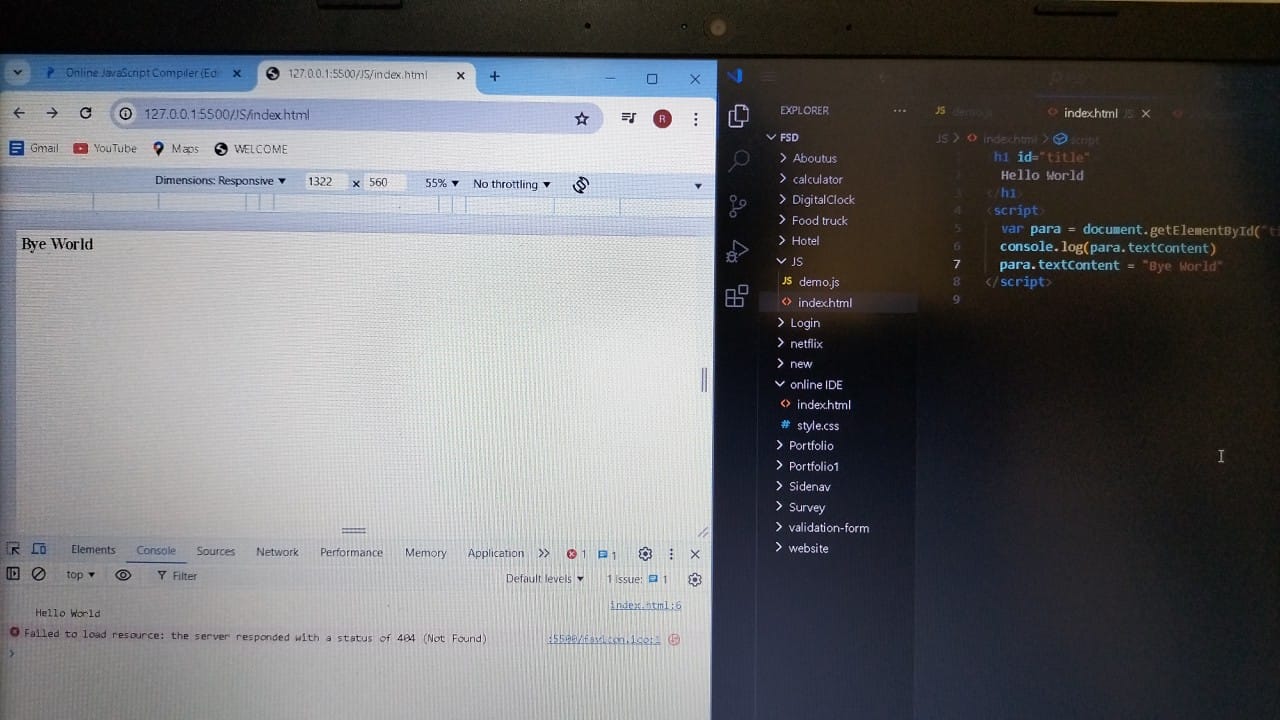 Online JavaScript Compiler (Ed
127.0.0.1:5500/JS/index.html
127.0.0.1:5500/JS/index.html
R
Gmail YouTube Maps WELCOME
Dimensions: Responsive 1322 x 560 55% No throttling
Bye World
Elements Console Sources Network Performance Memory Application 1 1
top Filter Default levels 1 Issue: 1
Hello World index.html:6
Failed to load resource: the server responded with a status of 404 (Not Found) :5500/favicon.ico:1
EXPLORER
FSD
Aboutus
calculator
DigitalClock
Food truck
Hotel
JS
JS demo.js
index.html
Login
netflix
new
online IDE
index.html
# style.css
Portfolio
Portfolio1
Sidenav
Survey
validation-form
website
JS demo.js index.html JS
JS > index.html > script
h1 id="title"
Hello World
3 </h1>
4 <script>
5 var para = document.getElementById("ti
6 console.log(para.textContent)
7 para.textContent = "Bye World"
8 </script>
9